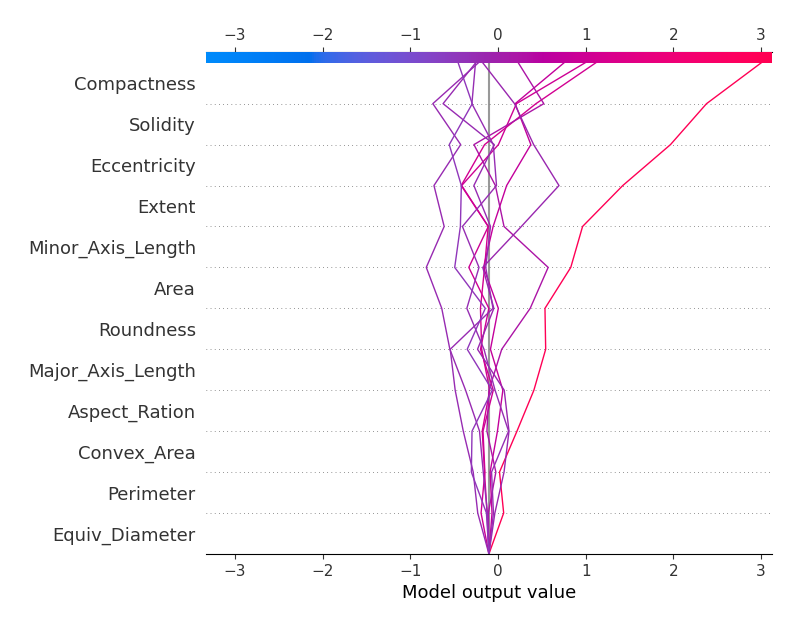 −3 −2 −1 0 1 2 3
Compactness
Solidity
Eccentricity
Extent
Minor_Axis_Length
Area
Roundness
Major_Axis_Length
Aspect_Ration
Convex_Area
Perimeter
Equiv_Diameter
−3 −2 −1 0 1 2 3
Model output value